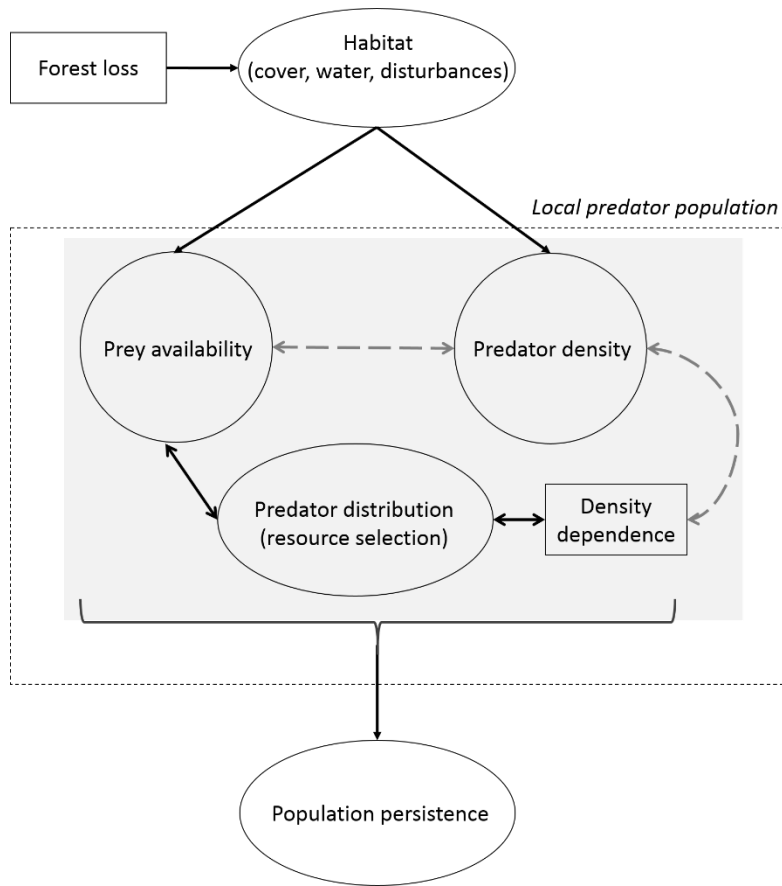 Forest loss
Habitat
(cover, water, disturbances)
Local predator population
Prey availability
Predator density
Predator distribution
(resource selection)
Density
dependence
Population persistence